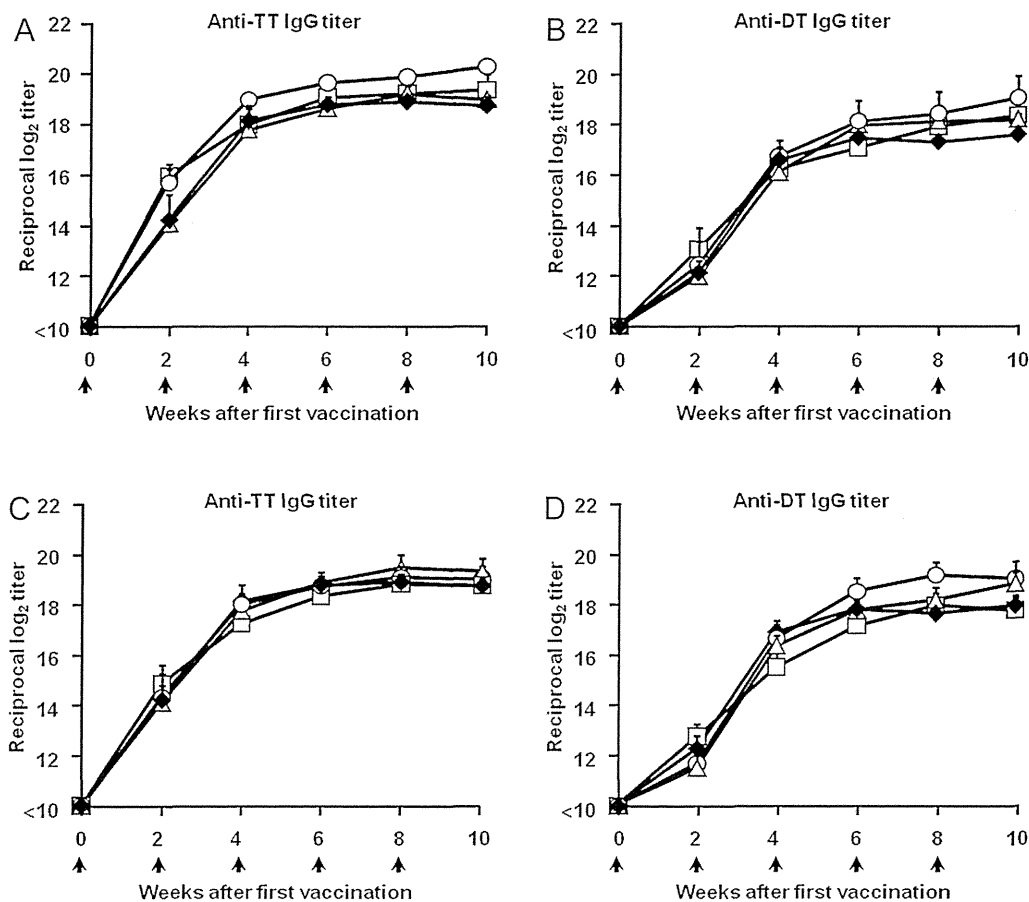 A
Anti-TT IgG titer
Reciprocal log2 titer
22
20
18
16
14
12
<10
0 2 4 6 8 10
Weeks after first vaccination
B
Anti-DT IgG titer
Reciprocal log2 titer
22
20
18
16
14
12
<10
0 2 4 6 8 10
Weeks after first vaccination
C
Anti-TT IgG titer
Reciprocal log2 titer
22
20
18
16
14
12
<10
0 2 4 6 8 10
Weeks after first vaccination
D
Anti-DT IgG titer
Reciprocal log2 titer
22
20
18
16
14
12
<10
0 2 4 6 8 10
Weeks after first vaccination